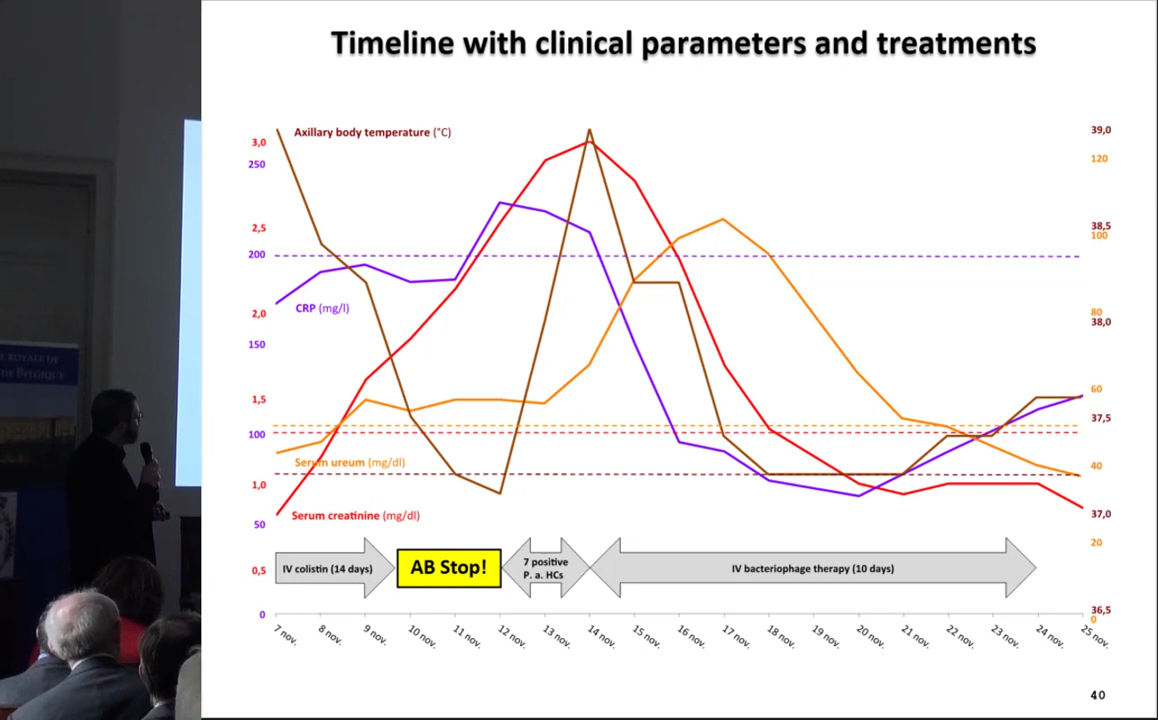 Timeline with clinical parameters and treatments
Axillary body temperature (°C)
3,0
250
2,5
200
CRP (mg/l)
2,0
150
1,5
100
Serum ureum (mg/dl)
1,0
Serum creatinine (mg/dl)
50
0,5
0
39,0
120
38,5
100
80
38,0
60
37,5
40
37,0
20
36,5
0
IV colistin (14 days)
AB Stop!
7 positive
P. a. HCs
IV bacteriophage therapy (10 days)
7 nov.
8 nov.
9 nov.
10 nov.
11 nov.
12 nov.
13 nov.
14 nov.
15 nov.
16 nov.
17 nov.
18 nov.
19 nov.
20 nov.
21 nov.
22 nov.
23 nov.
24 nov.
25 nov.
40
E ROYALE DE
DE BELGIQUE